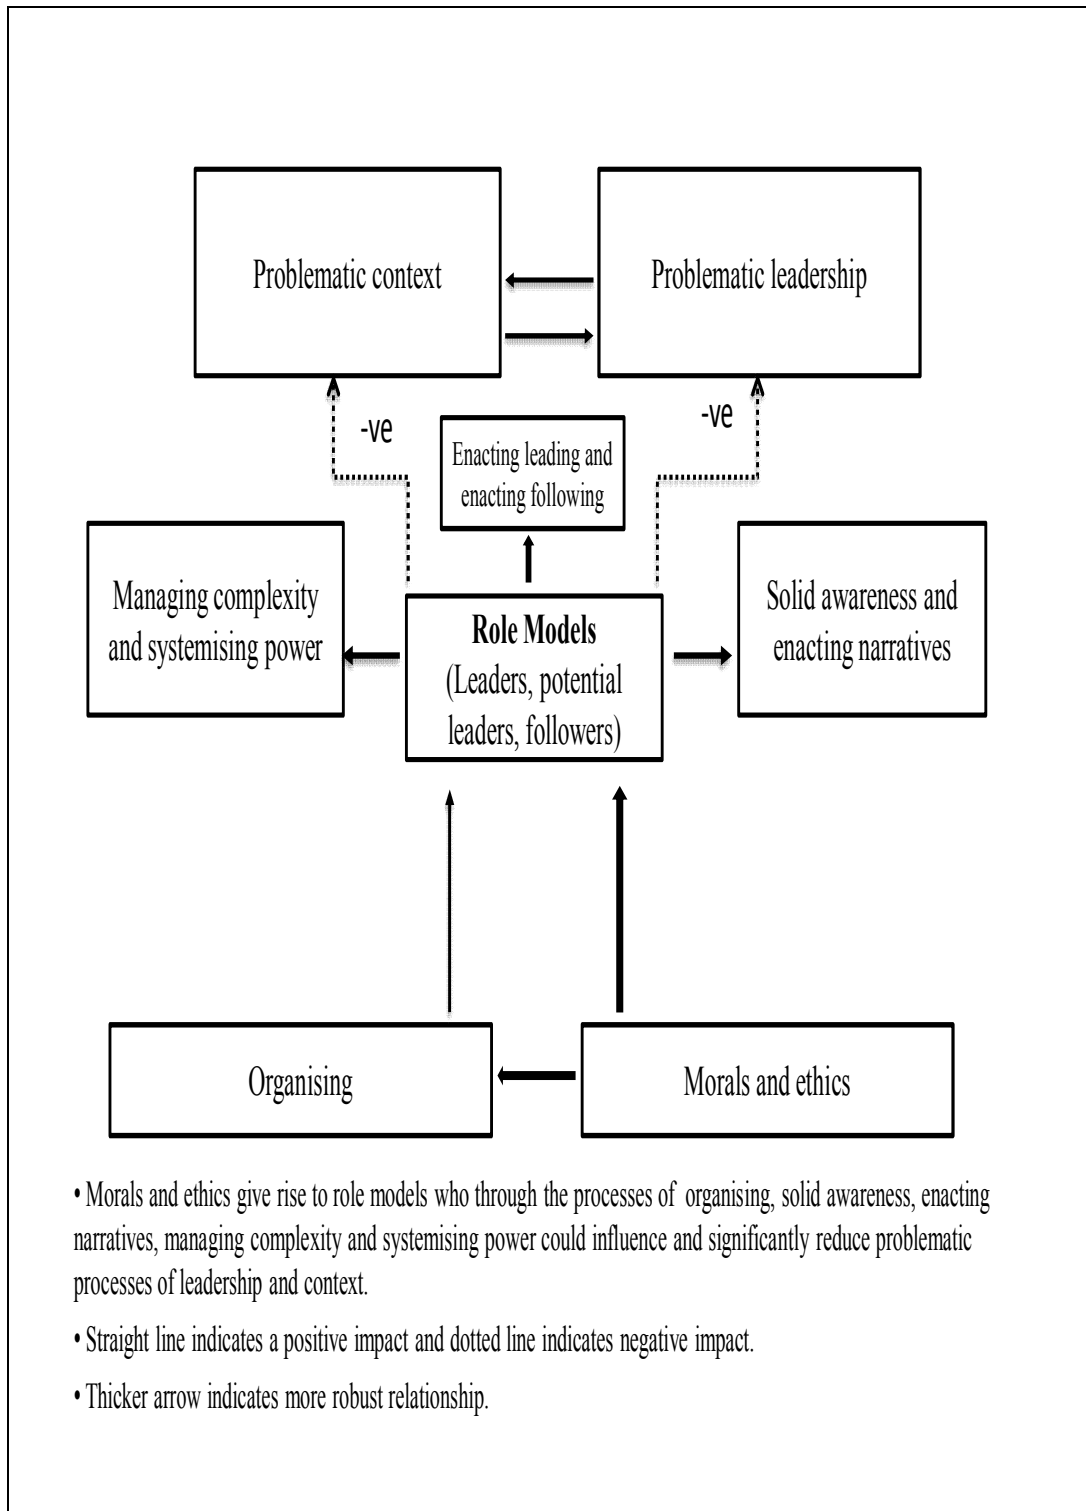 Problematic context
Problematic leadership
-ve
-ve
Enacting leading and
enacting following
Managing complexity
and systemising power
Role Models
(Leaders, potential
leaders, followers)
Solid awareness and
enacting narratives
Organising
Morals and ethics
• Morals and ethics give rise to role models who through the processes of organising, solid awareness, enacting
narratives, managing complexity and systemising power could influence and significantly reduce problematic
processes of leadership and context.
• Straight line indicates a positive impact and dotted line indicates negative impact.
• Thicker arrow indicates more robust relationship.